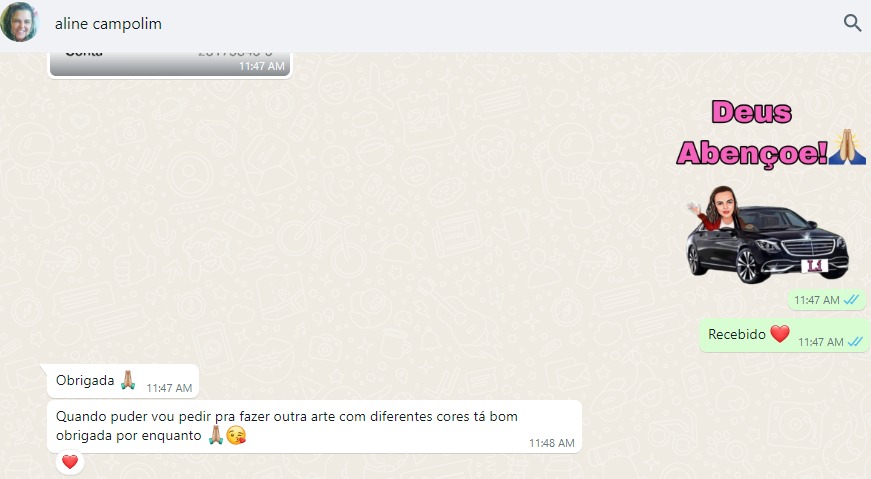 aline campolim
Conta
11:47 AM
Deus
Abençoe!🙏
Li
11:47 AM
Recebido ❤️ 11:47 AM
Obrigada 🙏🏼 11:47 AM
Quando puder vou pedir pra fazer outra arte com diferentes cores tá bom
obrigada por enquanto 🙏🏼😘
11:48 AM
❤️